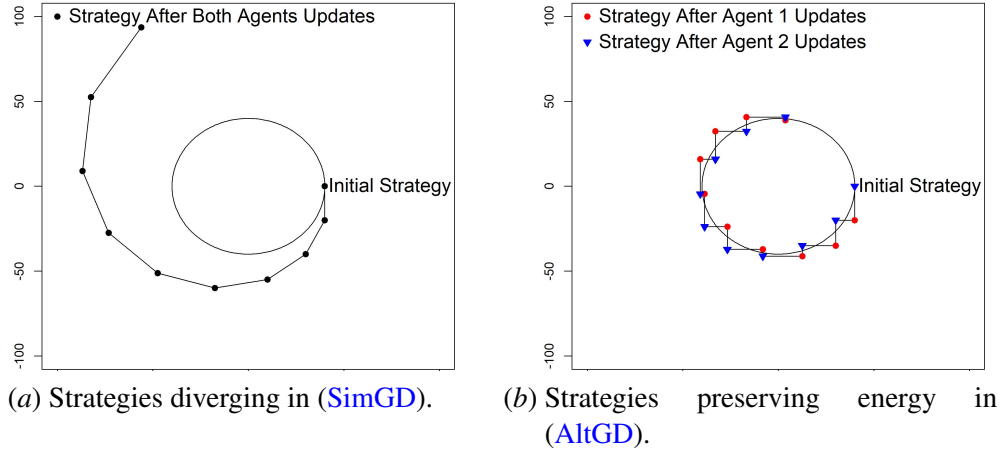 100
50
0
-50
-100
Strategy After Both Agents Updates
Initial Strategy
(a) Strategies diverging in (SimGD).
100
50
0
-50
-100
Strategy After Agent 1 Updates
Strategy After Agent 2 Updates
Initial Strategy
(b) Strategies preserving energy in
(AltGD).